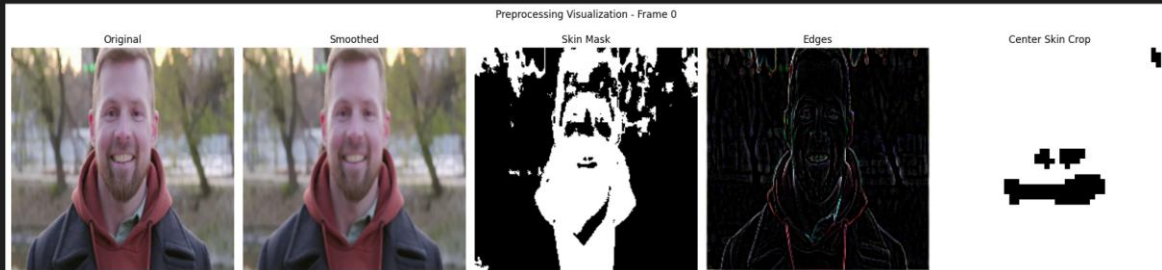 Preprocessing Visualization - Frame 0
Original
Smoothed
Skin Mask
Edges
Center Skin Crop